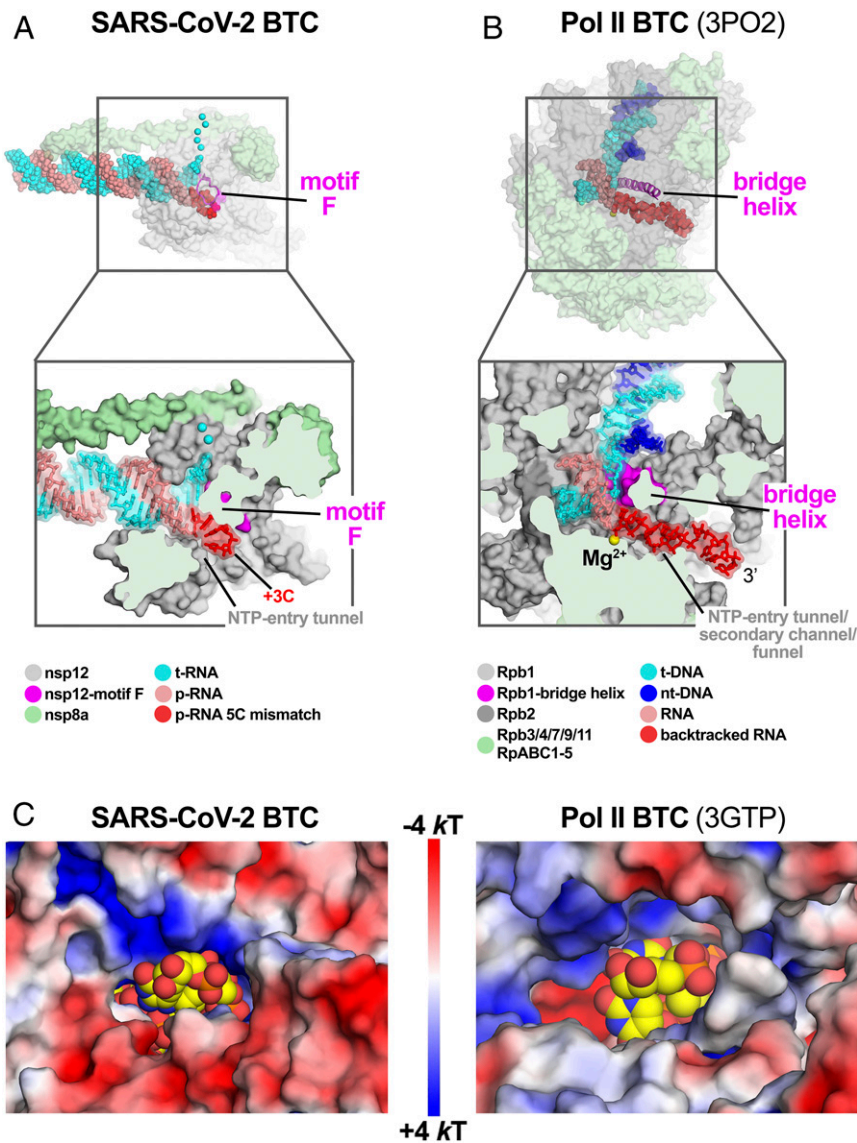 A SARS-CoV-2 BTC
motif
F
motif
F
+3C
NTP-entry tunnel
nsp12
nsp12-motif F
nsp8a
t-RNA
p-RNA
p-RNA 5C mismatch
B Pol II BTC (3PO2)
bridge
helix
bridge
helix
Mg²⁺
3'
NTP-entry tunnel/
secondary channel/
funnel
Rpb1
Rpb1-bridge helix
Rpb2
Rpb3/4/7/9/11
RpABC1-5
t-DNA
nt-DNA
RNA
backtracked RNA
C SARS-CoV-2 BTC
-4 kT
+4 kT
Pol II BTC (3GTP)